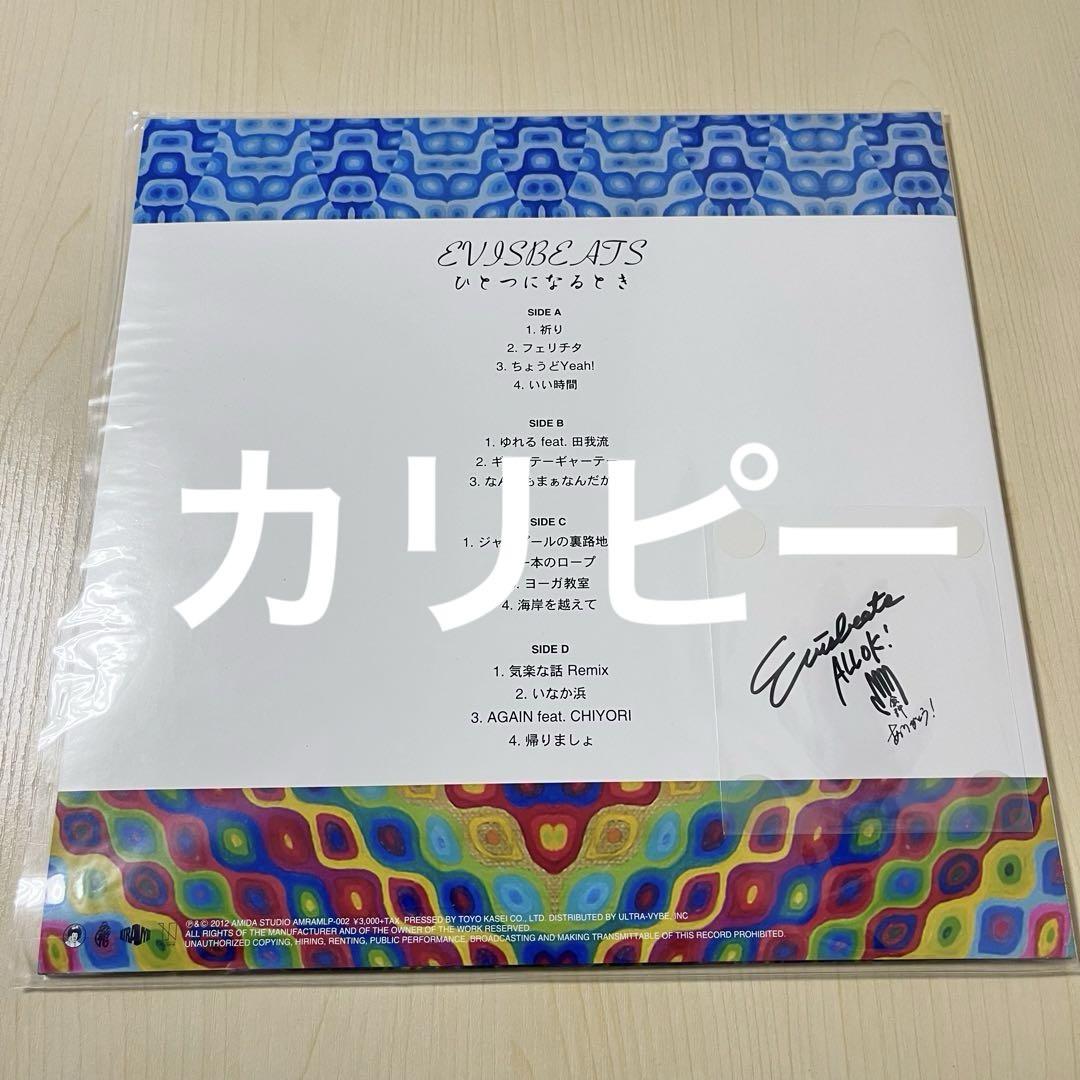 EVISBEATS
ひとつになるとき
SIDE A
1. 祈り
2. フェリチタ
3. ちょうどYeah!
4. いい時間
SIDE B
1. ゆれる feat. 田我流
2. ギ テーギャーテー
3. なん もまぁなんだか
カリピー
SIDE C
1. ジャ プールの裏路地
本のロープ
ヨーガ教室
4. 海岸を越えて
SIDE D
1. 気楽な話 Remix
2. いなか浜
3. AGAIN feat. CHIYORI
4. 帰りましょ
Evisbeats
ALL OK!
ありがとう!
℗&© 2012 AMIDA STUDIO AMRAMLP-002 ¥3,000+TAX. PRESSED BY TOYO KASEI CO., LTD. DISTRIBUTED BY ULTRA-VYBE, INC
ALL RIGHTS OF THE MANUFACTURER AND OF THE OWNER OF THE WORK RESERVED.
UNAUTHORIZED COPYING, HIRING, RENTING, PUBLIC PERFORMANCE, BROADCASTING AND MAKING TRANSMITTABLE OF THIS RECORD PROHIBITED.